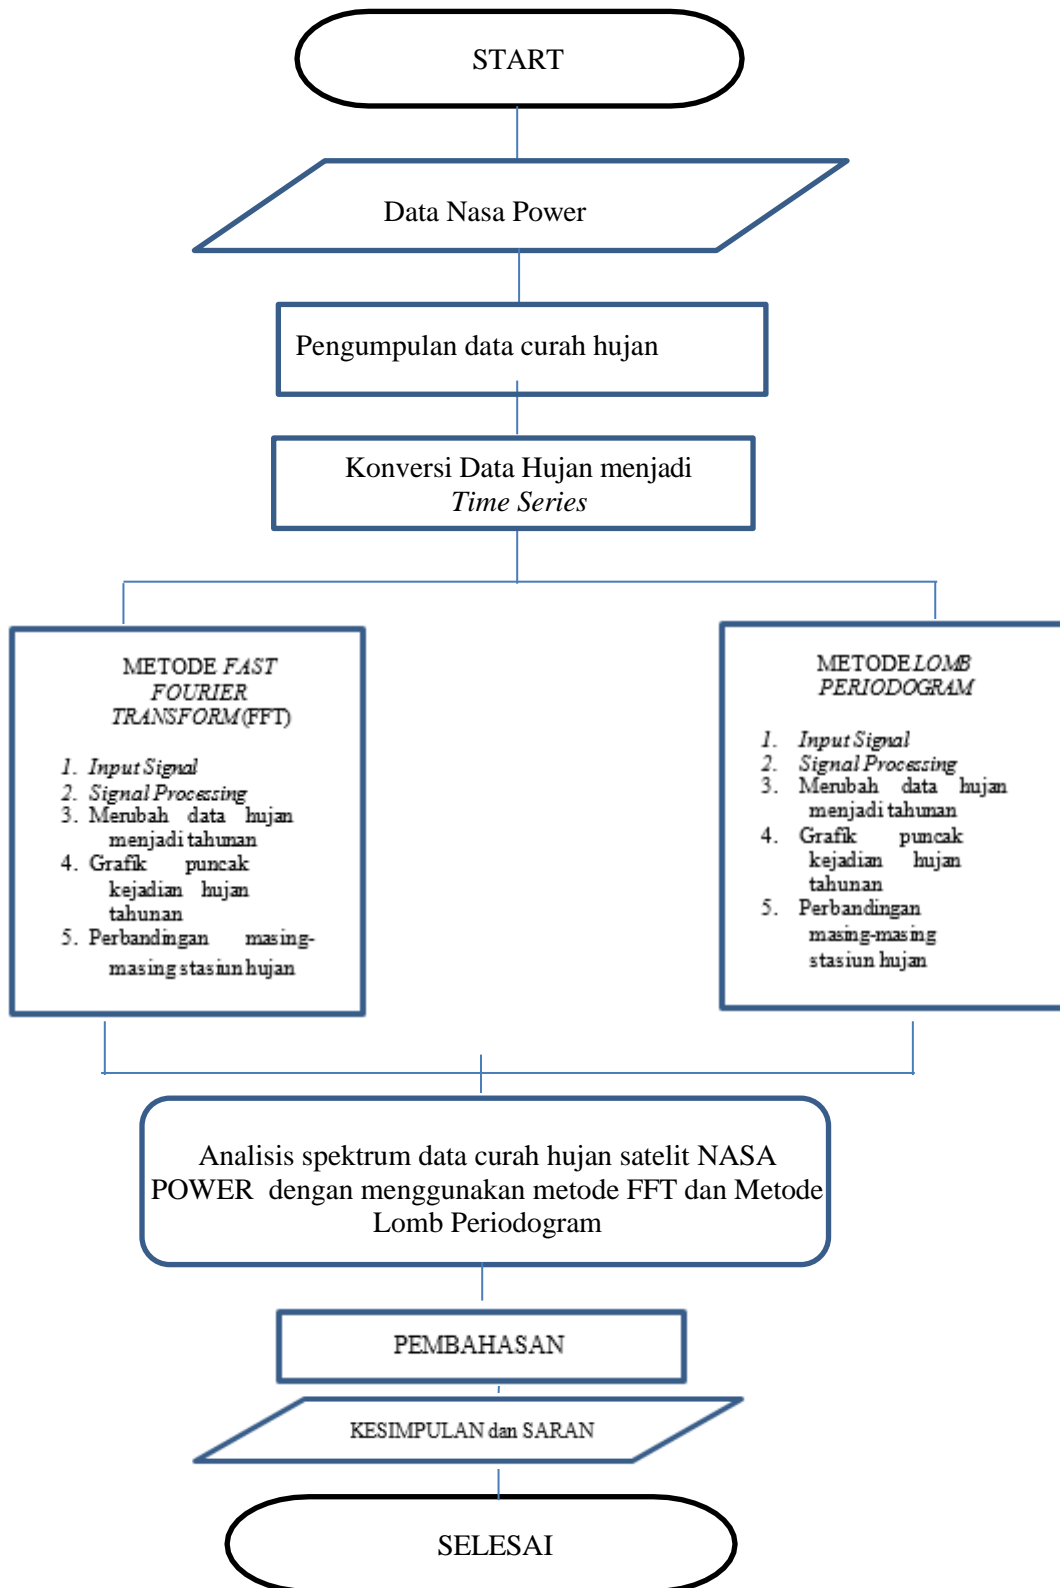 START
Data Nasa Power
Pengumpulan data curah hujan
Konversi Data Hujan menjadi
Time Series
METODE FAST
FOURIER
TRANSFORM (FFT)
1. Input Signal
2. Signal Processing
3. Merubah data hujan
menjadi tahunan
4. Grafik puncak
kejadian hujan
tahunan
5. Perbandingan masing-
masing stasiun hujan
METODE LOMB
PERIODOGRAM
1. Input Signal
2. Signal Processing
3. Merubah data hujan
menjadi tahunan
4. Grafik puncak
kejadian hujan
tahunan
5. Perbandingan
masing-masing
stasiun hujan
Analisis spektrum data curah hujan satelit NASA
POWER dengan menggunakan metode FFT dan Metode
Lomb Periodogram
PEMBAHASAN
KESIMPULAN dan SARAN
SELESAI